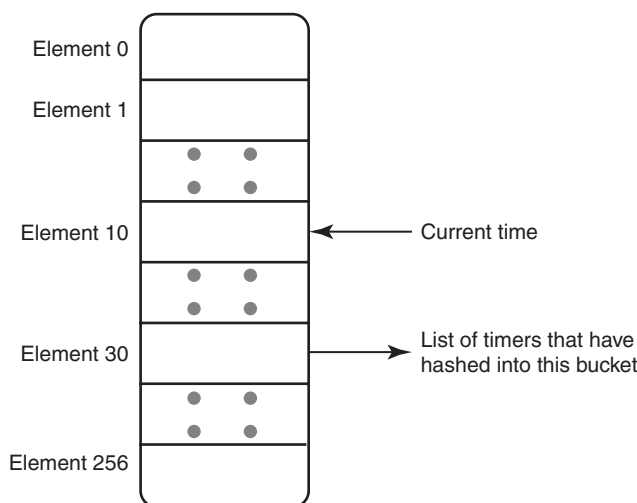 Element 0
Element 1
Element 10
Current time
Element 30
List of timers that have
hashed into this bucket
Element 256